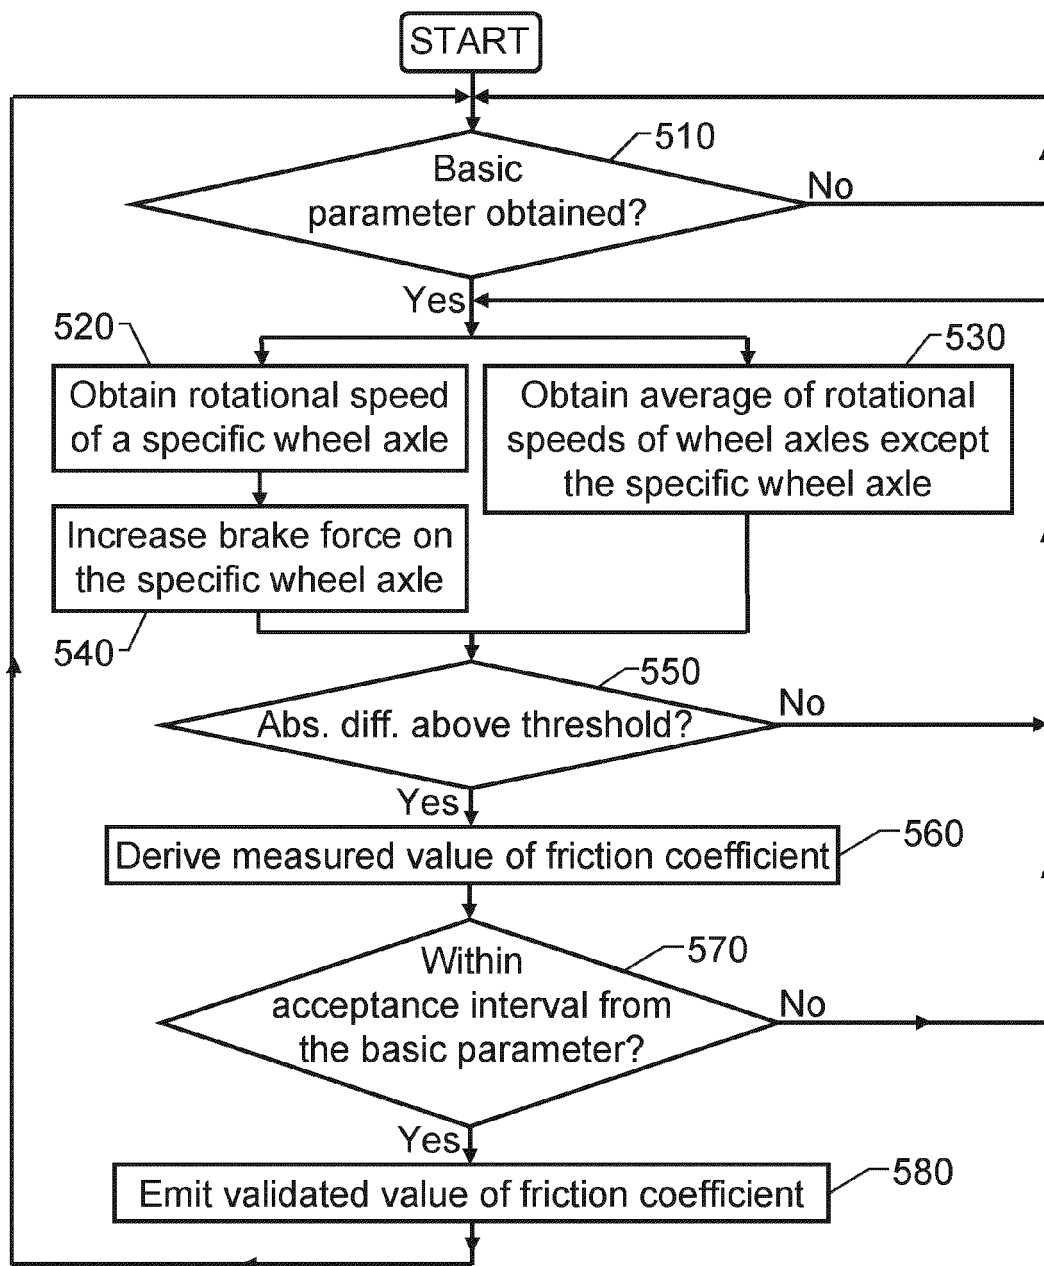 START
510
Basic
parameter obtained?
No
Yes
520
530
Obtain rotational speed
of a specific wheel axle
Obtain average of rotational
speeds of wheel axles except
the specific wheel axle
Increase brake force on
the specific wheel axle
540
550
Abs. diff. above threshold?
No
Yes
560
Derive measured value of friction coefficient
570
Within
acceptance interval from
the basic parameter?
No
Yes
580
Emit validated value of friction coefficient